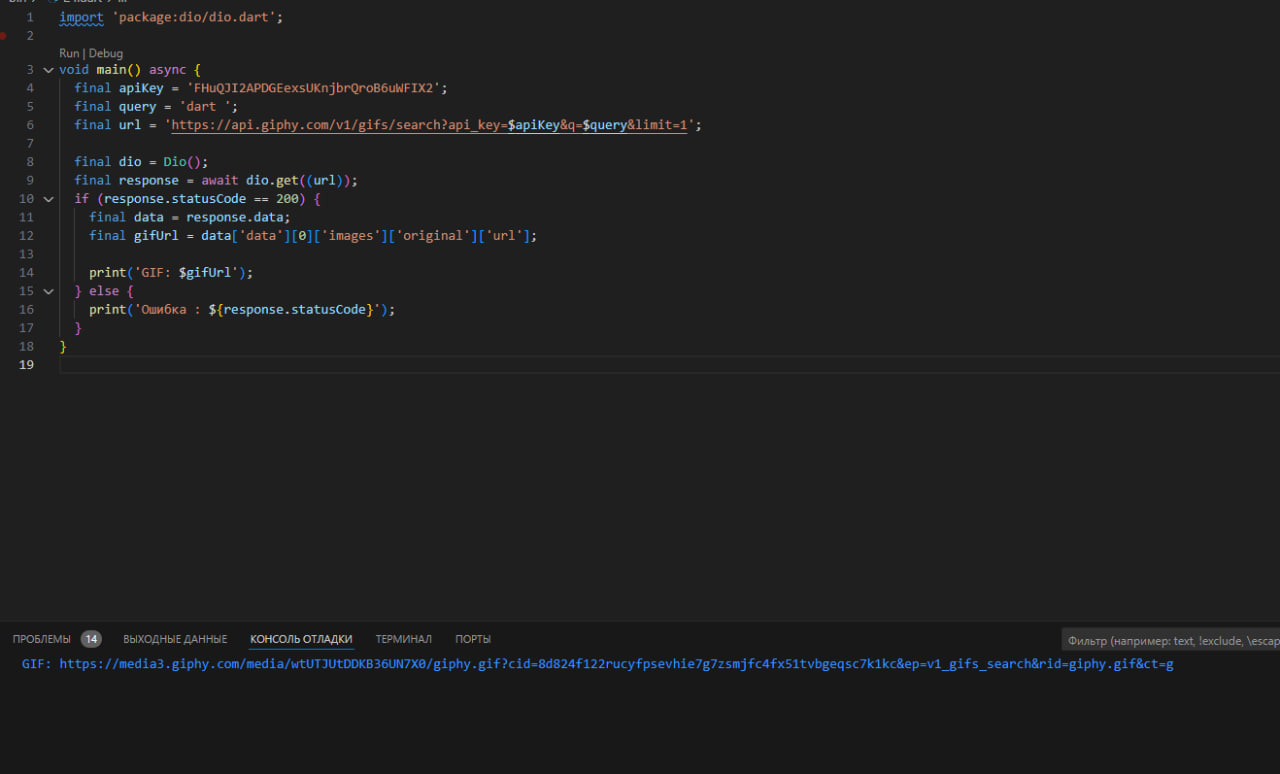 1 import 'package:dio/dio.dart';
2
Run | Debug
3 void main() async {
4 final apiKey = 'FHuQJI2APDGEexsUKnjbrQroB6uWFIX2';
5 final query = 'dart ';
6 final url = 'https://api.giphy.com/v1/gifs/search?api_key=$apiKey&q=$query&limit=1';
7
8 final dio = Dio();
9 final response = await dio.get((url));
10 if (response.statusCode == 200) {
11 final data = response.data;
12 final gifUrl = data['data'][0]['images']['original']['url'];
13
14 print('GIF: $gifUrl');
15 } else {
16 print('Ошибка : ${response.statusCode}');
17 }
18 }
19
ПРОБЛЕМЫ 14 ВЫХОДНЫЕ ДАННЫЕ КОНСОЛЬ ОТЛАДКИ ТЕРМИНАЛ ПОРТЫ Фильтр (например: text, !exclude, \escap
GIF: https://media3.giphy.com/media/wtUTJUtDDKB36UN7X0/giphy.gif?cid=8d824f122rucyfpsevhie7g7zsmjfc4fx51tvbgeqsc7k1kc&ep=v1_gifs_search&rid=giphy.gif&ct=g